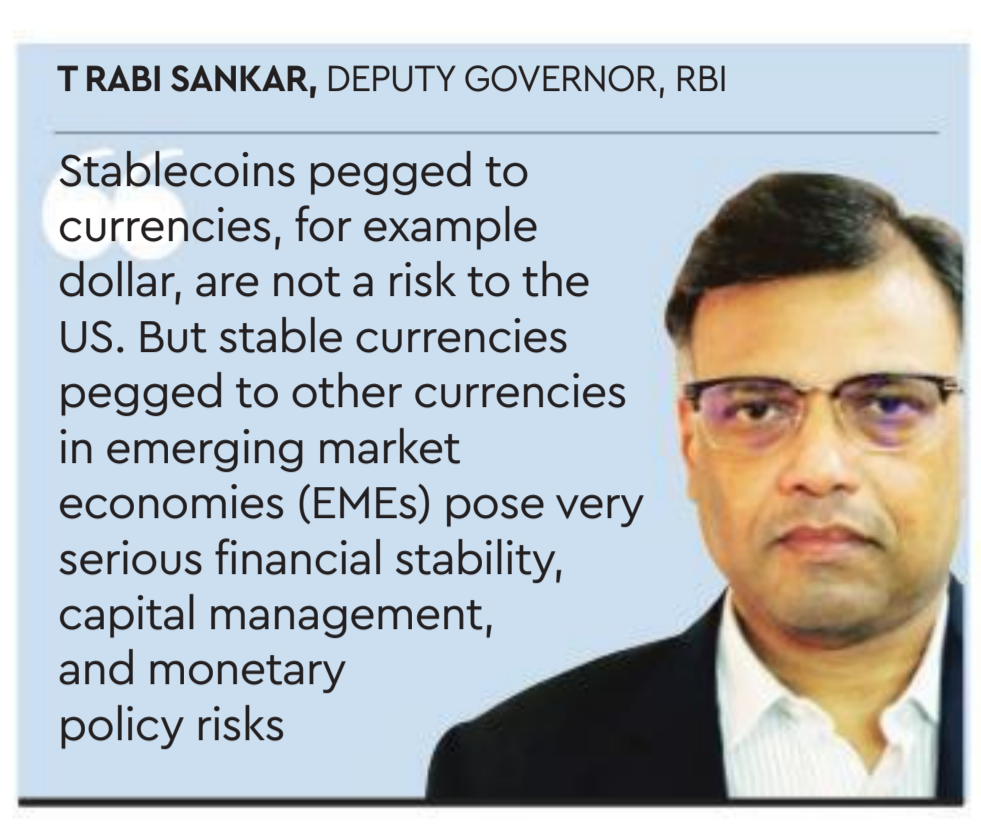 T RABI SANKAR, DEPUTY GOVERNOR, RBI
Stablecoins pegged to
currencies, for example
dollar, are not a risk to the
US. But stable currencies
pegged to other currencies
in emerging market
economies (EMEs) pose very
serious financial stability,
capital management,
and monetary
policy risks